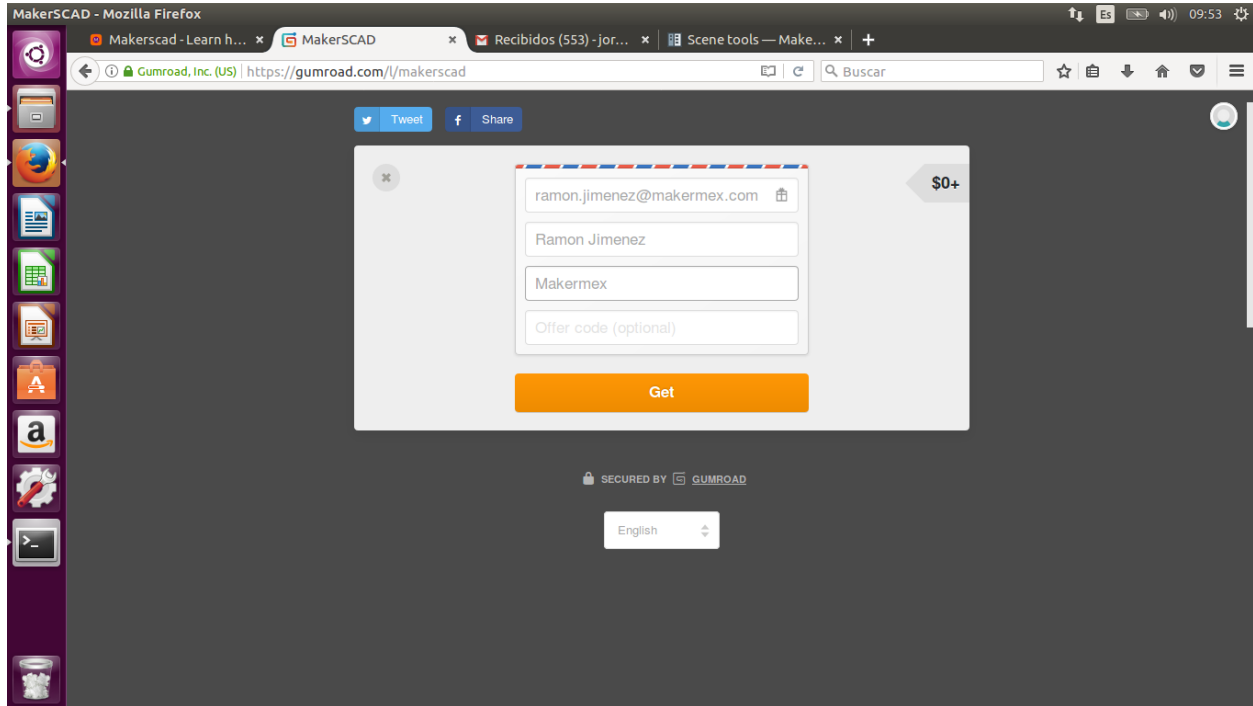 MakerSCAD - Mozilla Firefox
Es
09:53
Makerscad - Learn h...
MakerSCAD
Recibidos (553) - jor...
Scene tools — Make...
Gumroad, Inc. (US)
https://gumroad.com/l/makerscad
Buscar
Tweet
Share
$0+
ramon.jimenez@makermex.com
Ramon Jimenez
Makermex
Offer code (optional)
Get
SECURED BY GUMROAD
English